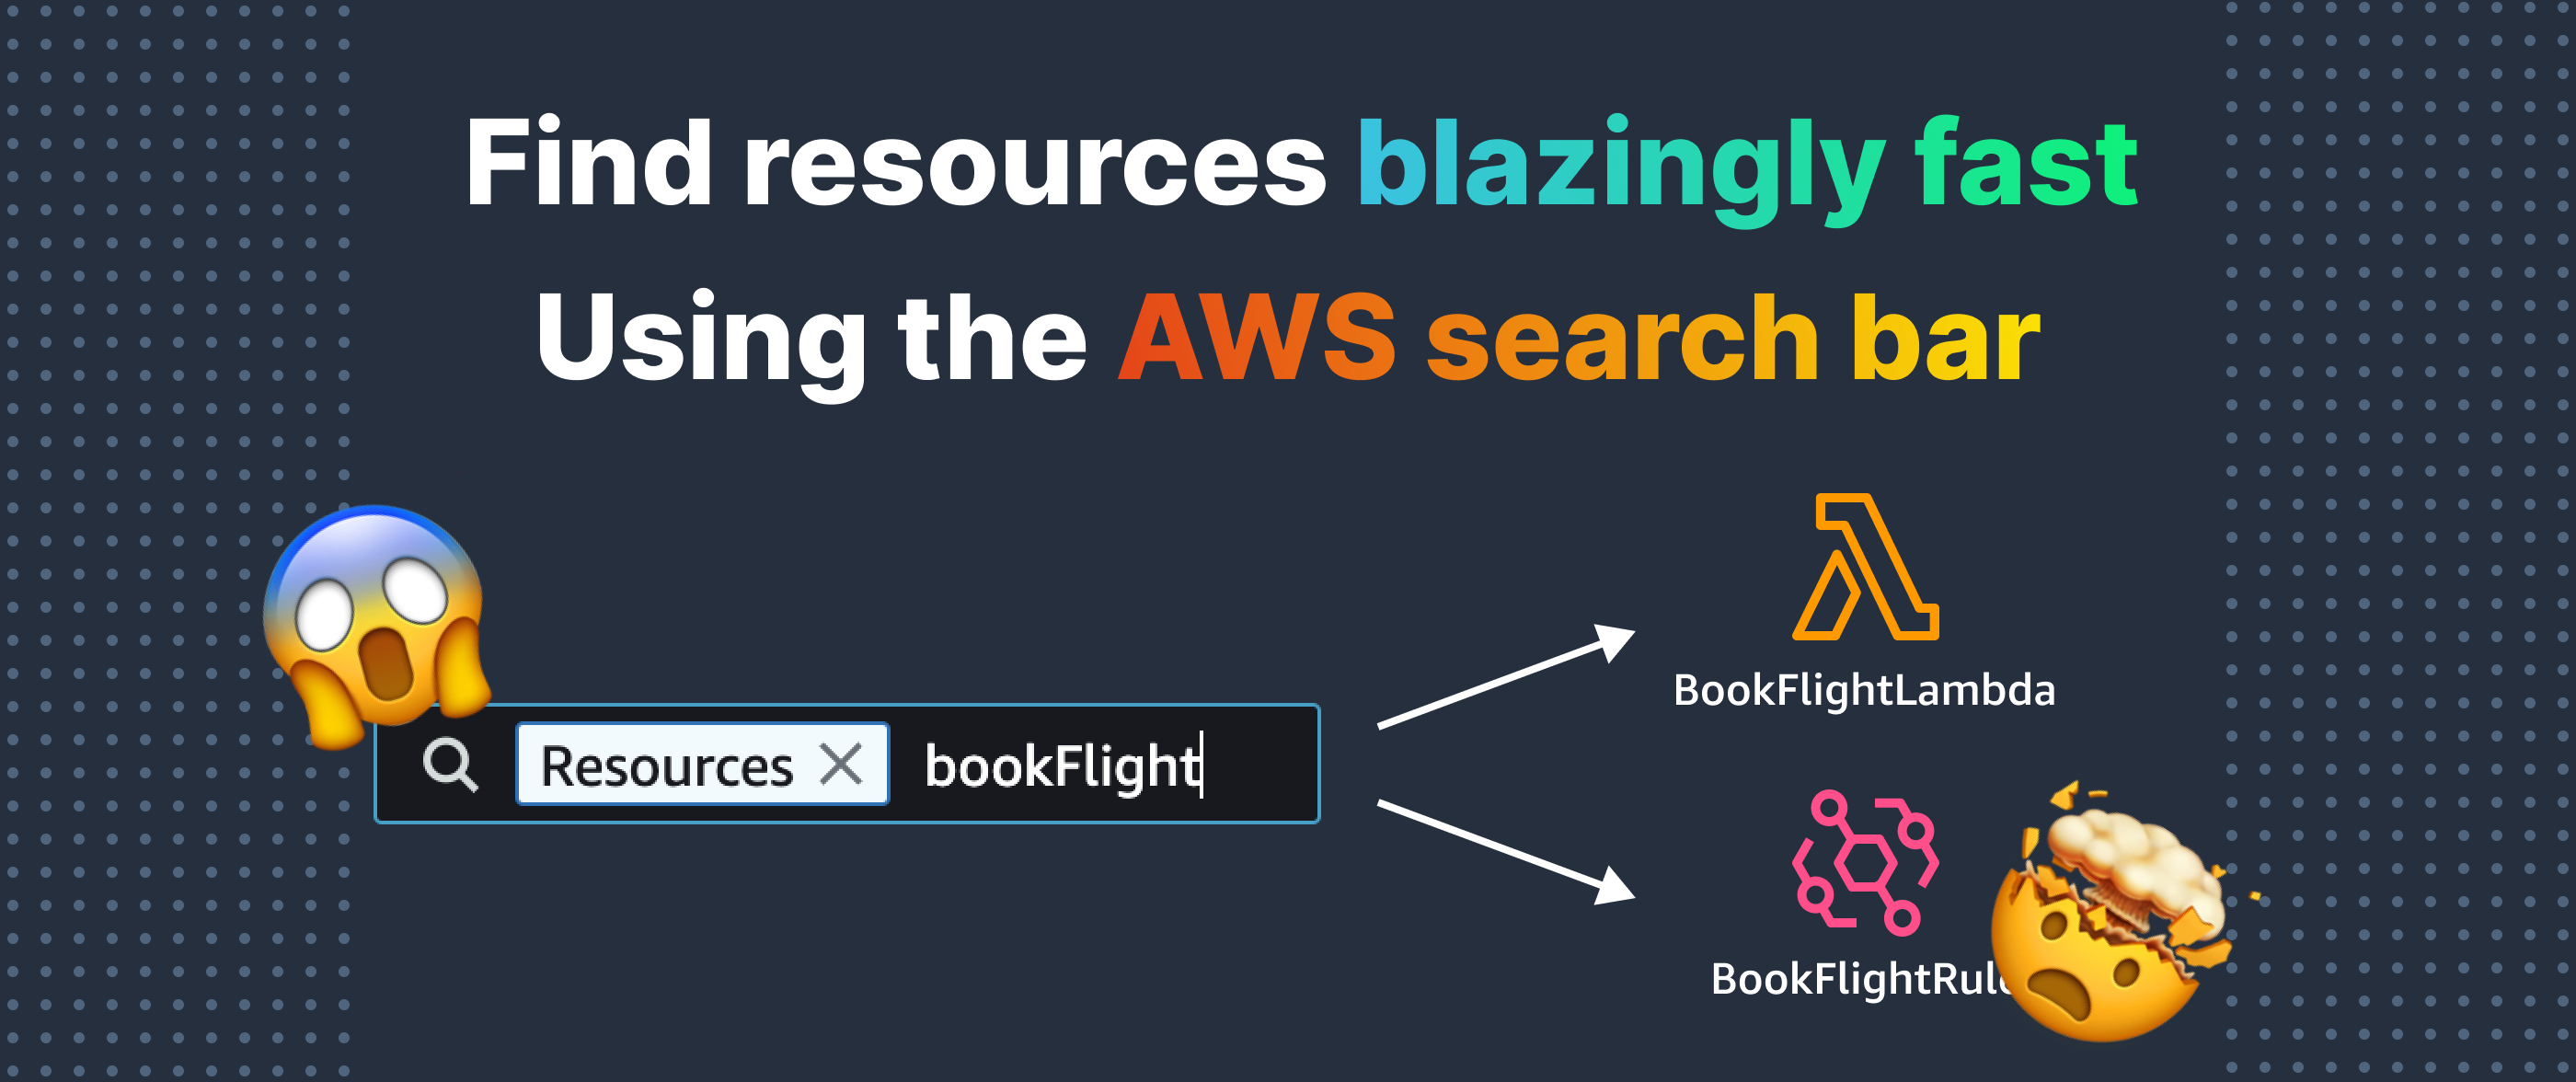 Find resources blazingly fast
Using the AWS search bar
Resources bookFlight
BookFlightLambda